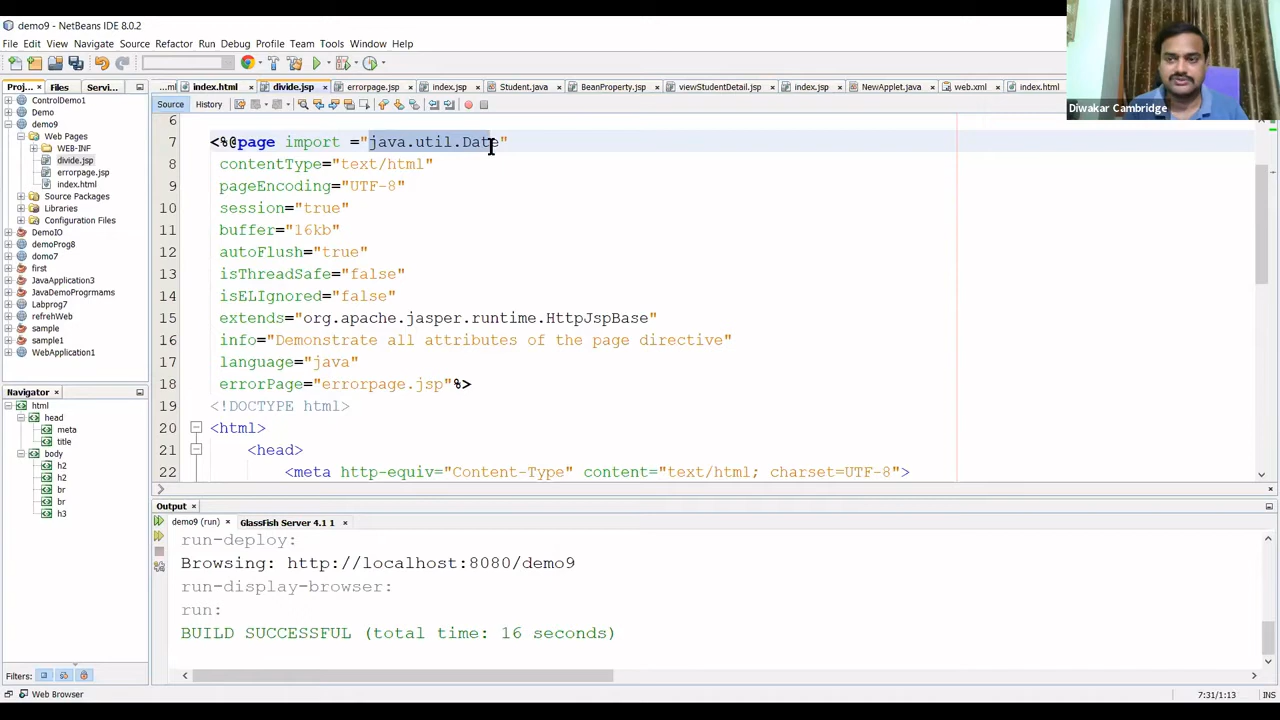 demo9 - NetBeans IDE 8.0.2
File Edit View Navigate Source Refactor Run Debug Profile Team Tools Window Help
Diwakar Cambridge
Proj... Files Servi...
...ml index.html divide.jsp errorpage.jsp index.jsp Student.java BeanProperty.jsp viewStudentDetail.jsp index.jsp NewApplet.java web.xml index.html
Source History
ControlDemo1
Demo
demo9
Web Pages
WEB-INF
divide.jsp
errorpage.jsp
index.html
Source Packages
Libraries
Configuration Files
DemoIO
demoProg8
domo7
first
JavaApplication3
JavaDemoProgrmams
Labprog7
refrehWeb
sample
sample1
WebApplication1
6
7 <%@page import ="java.util.Date"
8 contentType="text/html"
9 pageEncoding="UTF-8"
10 session="true"
11 buffer="16kb"
12 autoFlush="true"
13 isThreadSafe="false"
14 isELIgnored="false"
15 extends="org.apache.jasper.runtime.HttpJspBase"
16 info="Demonstrate all attributes of the page directive"
17 language="java"
18 errorPage="errorpage.jsp"%>
19 <!DOCTYPE html>
20 <html>
21 <head>
22 <meta http-equiv="Content-Type" content="text/html; charset=UTF-8">
Navigator
html
head
meta
title
body
h2
h2
br
br
h3
Output
demo9 (run) GlassFish Server 4.1 1
run-deploy:
Browsing: http://localhost:8080/demo9
run-display-browser:
run:
BUILD SUCCESSFUL (total time: 16 seconds)
Filters:
Web Browser
7:31/1:13 INS